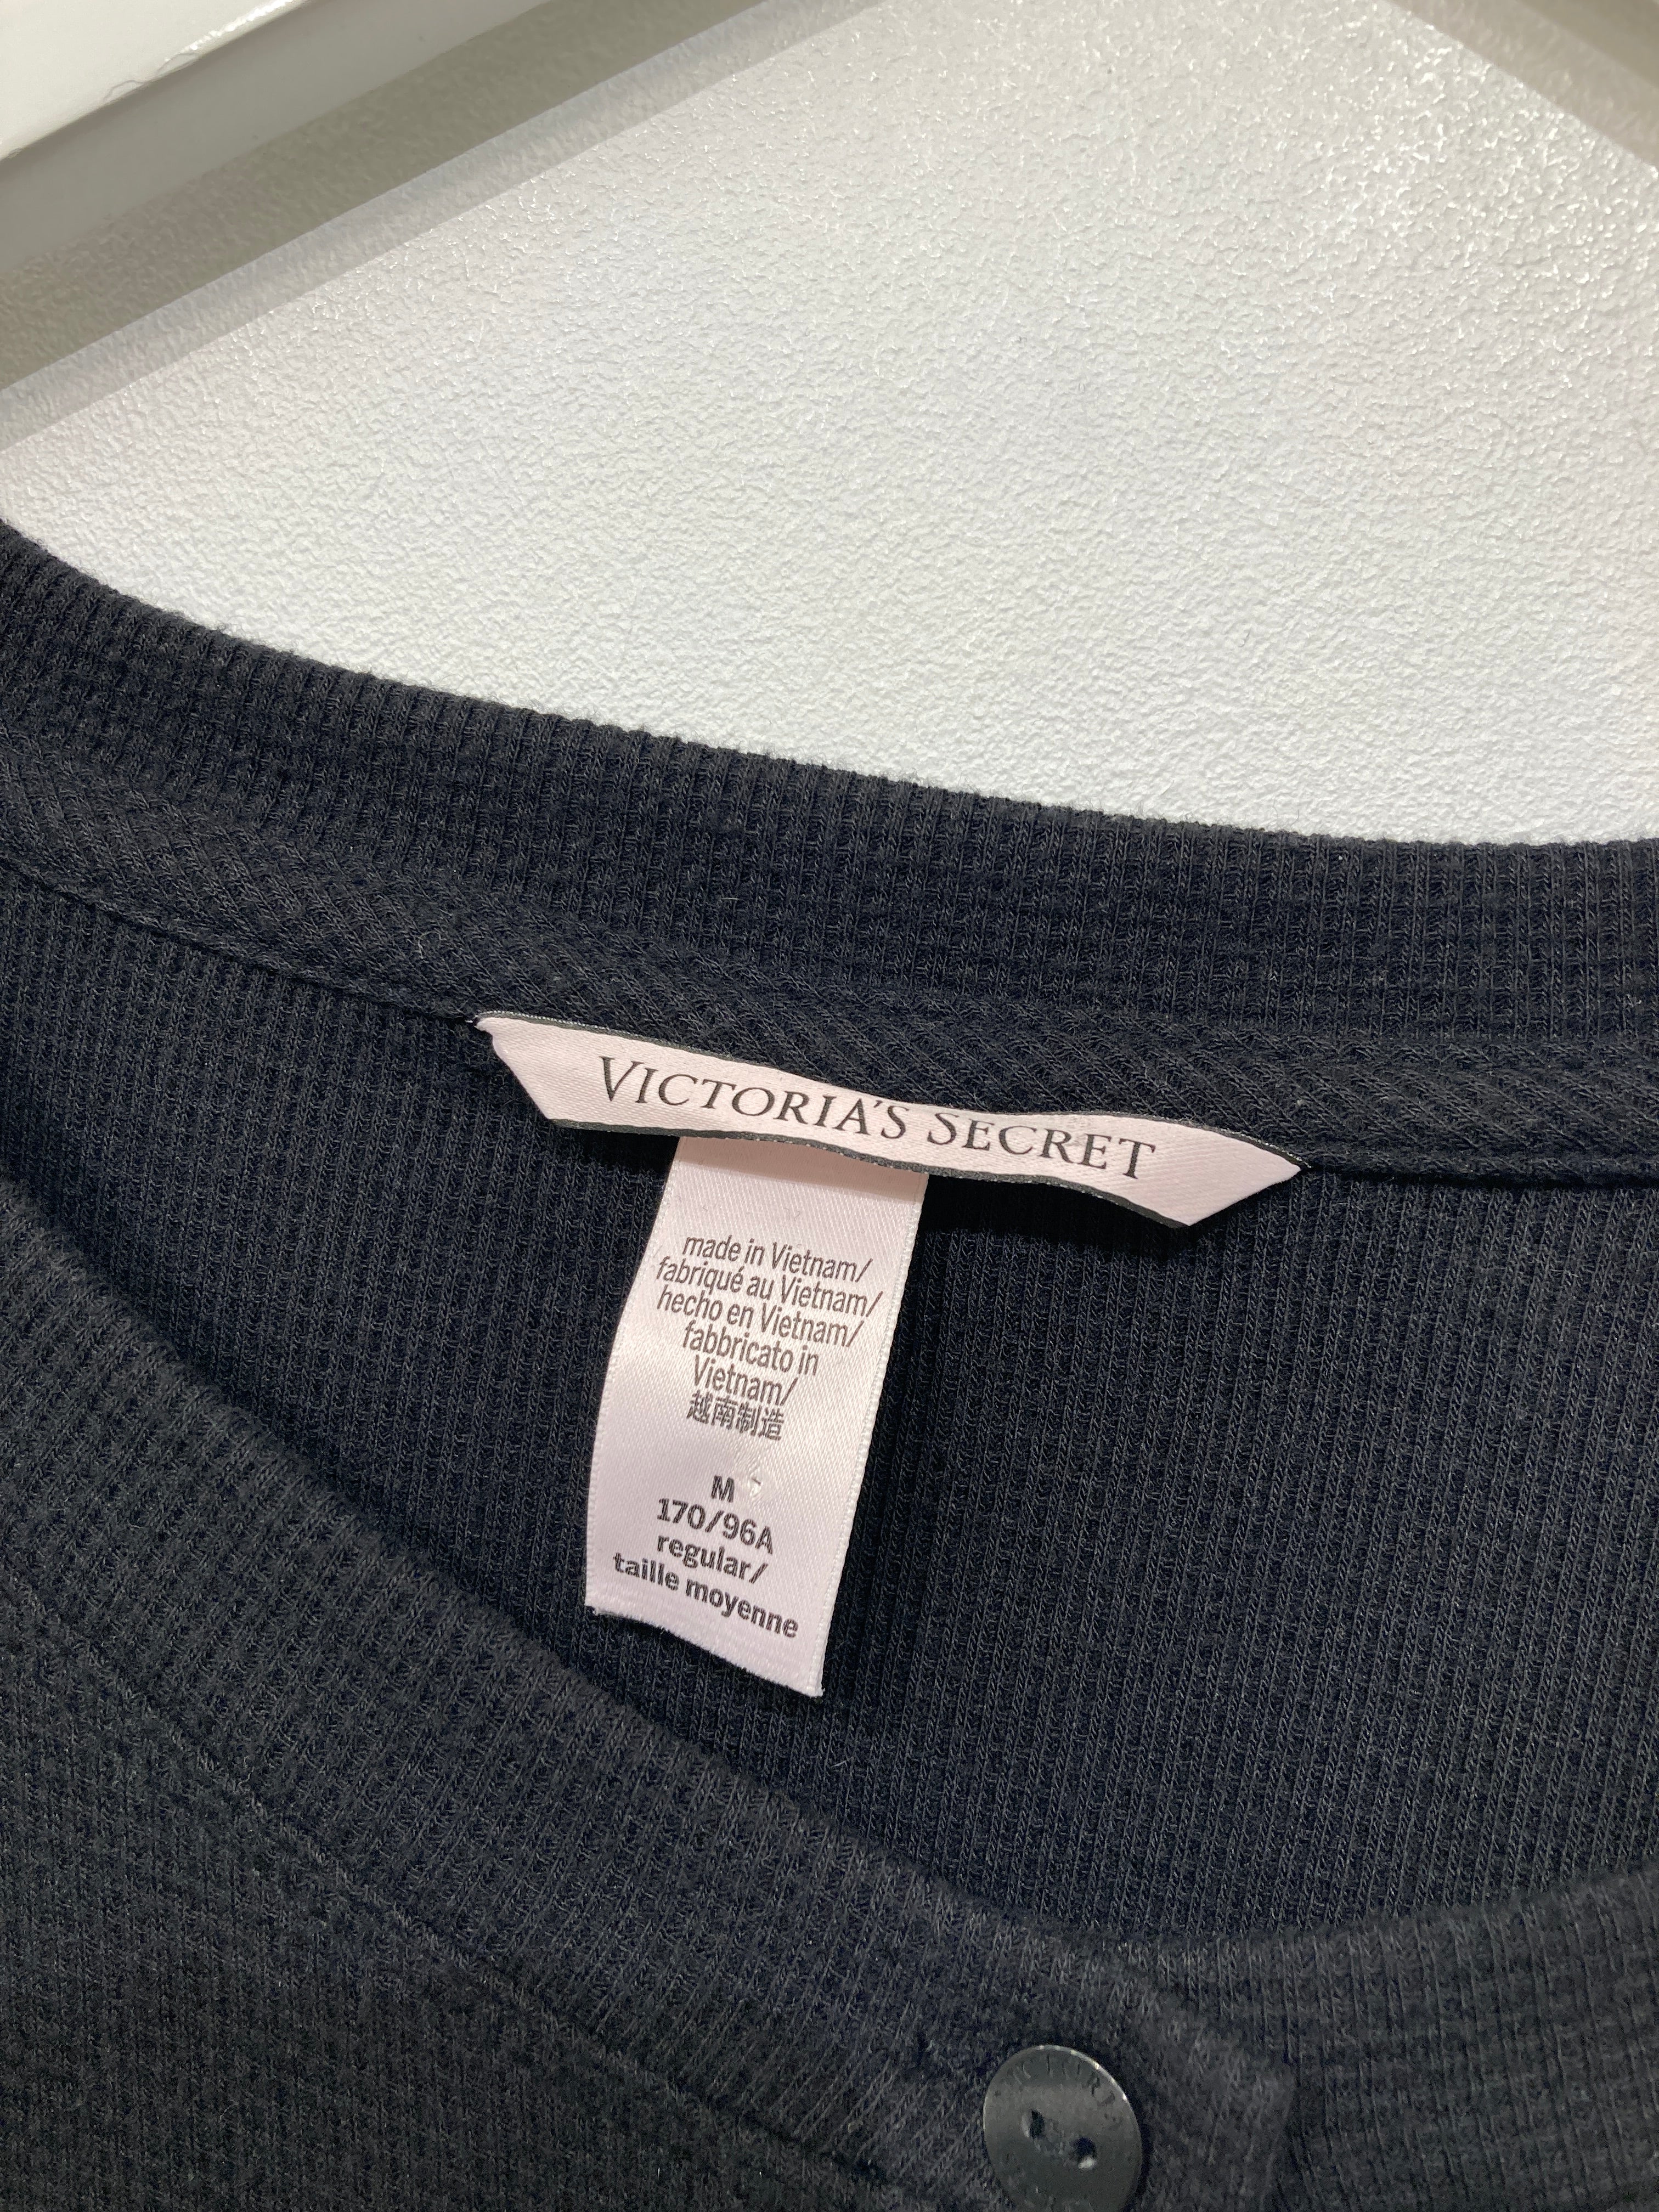 VICTORIA'S SECRET
made in Vietnam/
fabriqué au Vietnam/
hecho en Vietnam/
fabbricato in
Vietnam/
越南制造
M
170/96A
regular/
taille moyenne